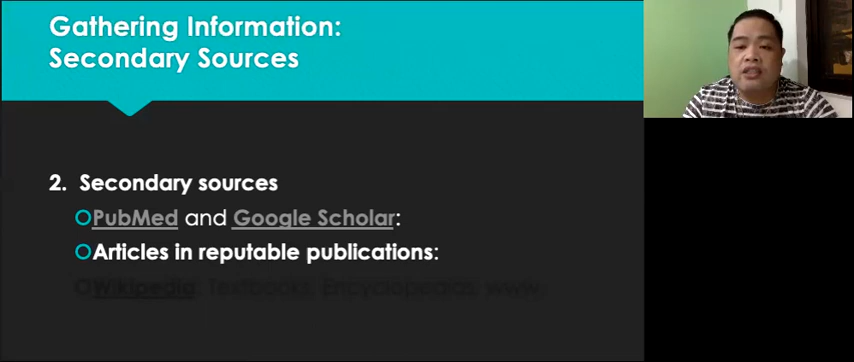 Gathering Information:
Secondary Sources
2. Secondary sources
PubMed and Google Scholar:
Articles in reputable publications:
Wikipedia, Textbooks, Encyclopedias, www